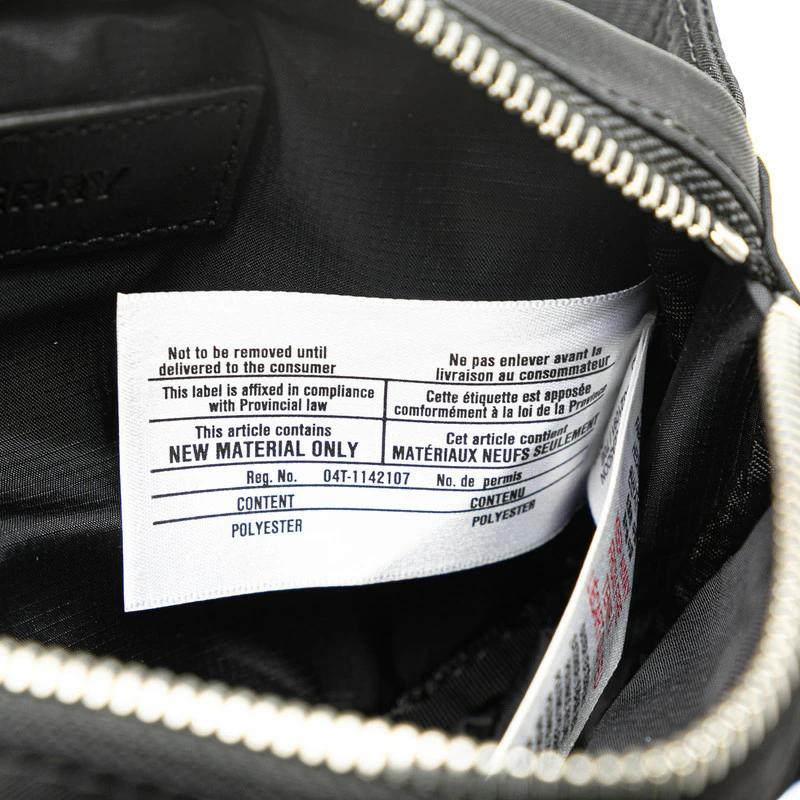 Not to be removed until
delivered to the consumer
Ne pas enlever avant la
livraison au consommateur
This label is affixed in compliance
with Provincial law
Cette étiquette est apposée
conformément à la loi de la Province
This article contains
NEW MATERIAL ONLY
Cet article contient
MATÉRIAUX NEUFS SEULEMENT
Reg. No. 04T-1142107 No. de permis
CONTENT
CONTENU
POLYESTER
POLYESTER